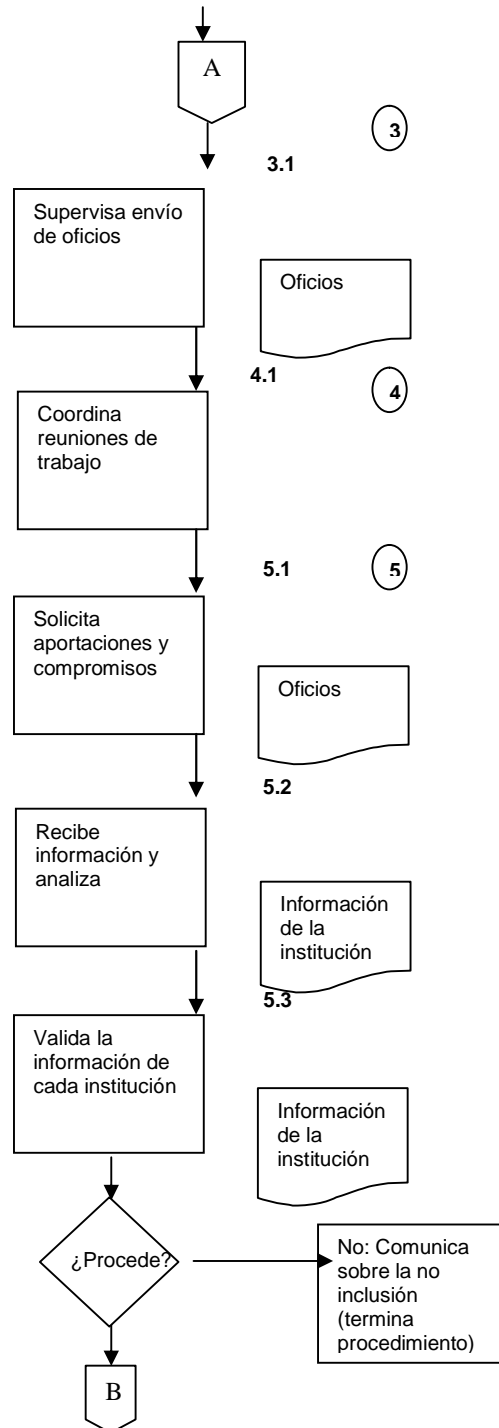 A
3
3.1
Supervisa envío
de oficios
Oficios
4.1
4
Coordina
reuniones de
trabajo
5.1
5
Solicita
aportaciones y
compromisos
Oficios
5.2
Recibe
información y
analiza
Información
de la
institución
5.3
Valida la
información de
cada institución
Información
de la
institución
¿Procede?
No: Comunica
sobre la no
inclusión
(termina
procedimiento)
B